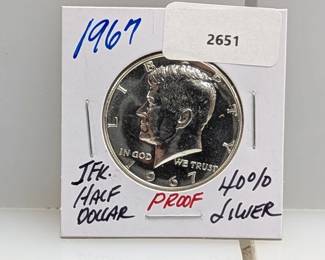 1967
2651
LIBERTY
IN GOD WE TRUST
1967
JFK.
HALF
DOLLAR
PROOF
40%
SILVER